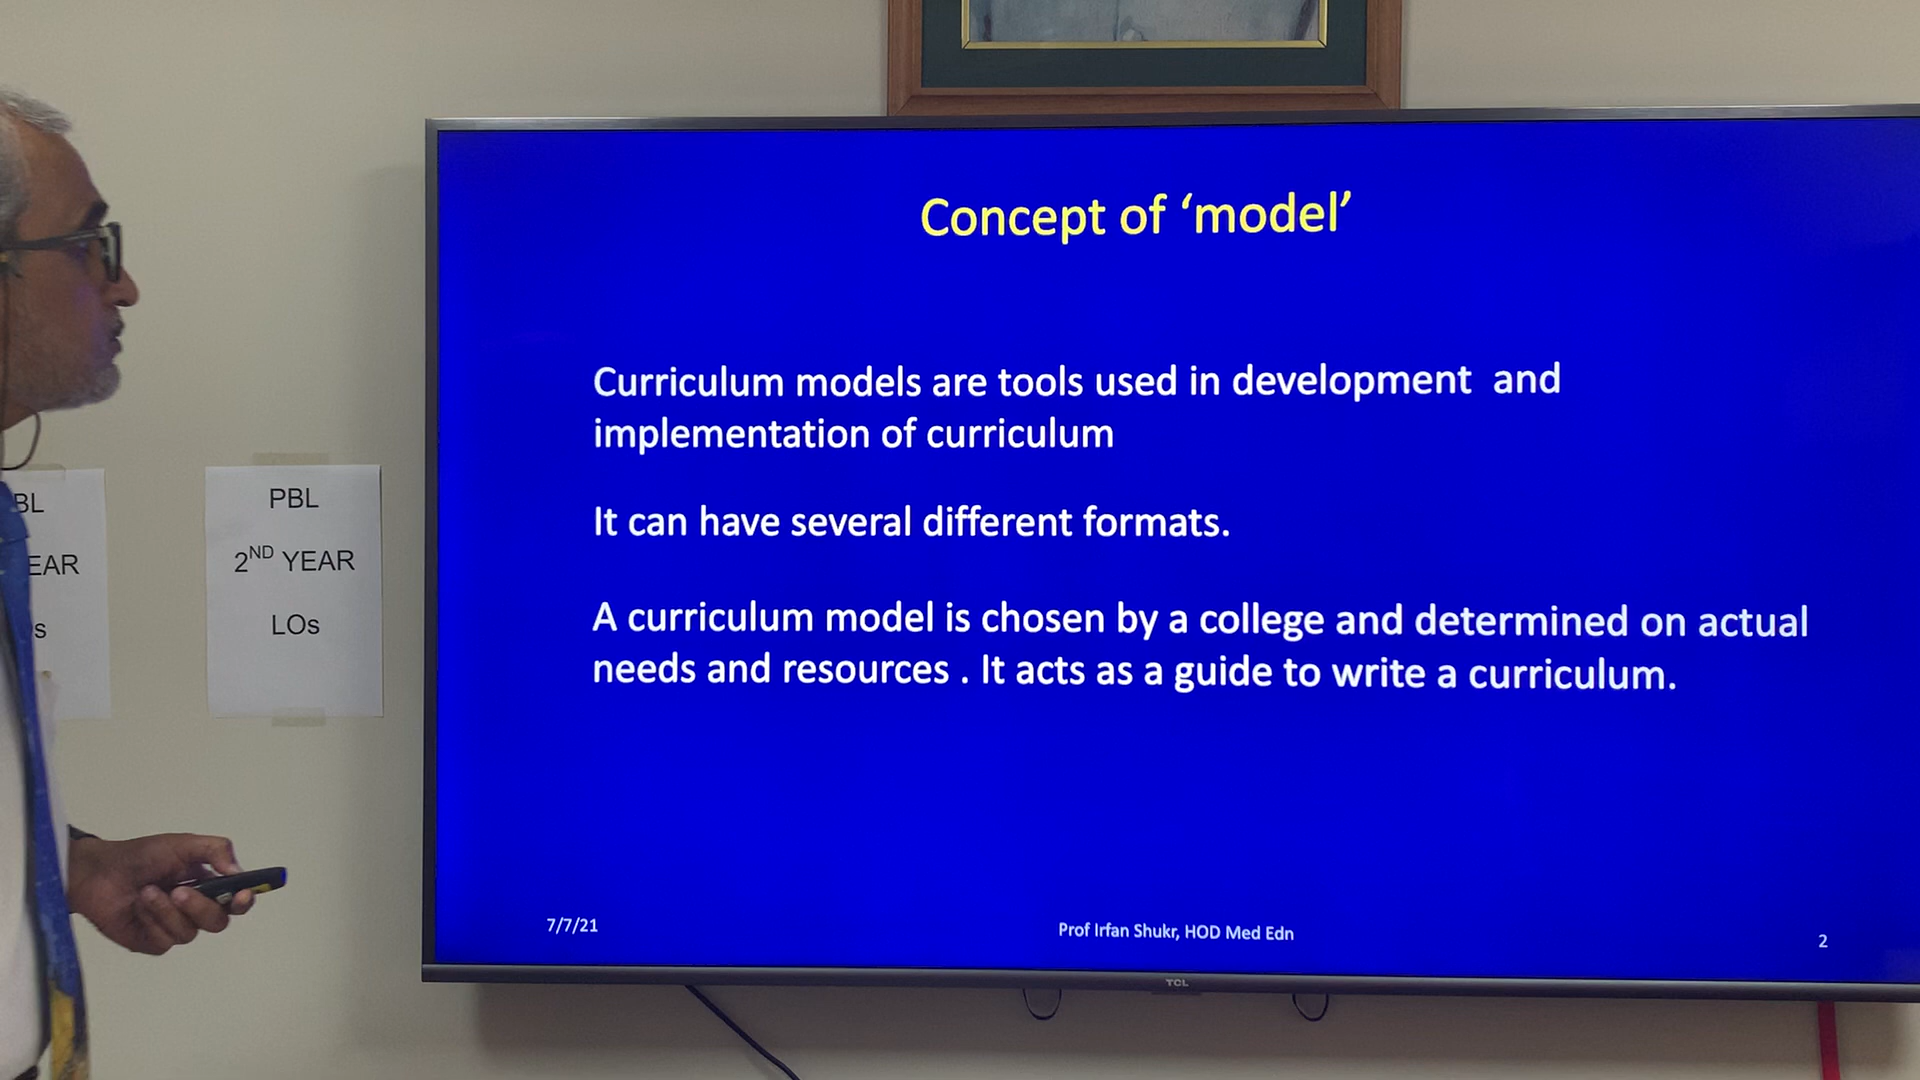 Concept of ‘model’
Curriculum models are tools used in development and
implementation of curriculum
It can have several different formats.
A curriculum model is chosen by a college and determined on actual
needs and resources . It acts as a guide to write a curriculum.
7/7/21
Prof Irfan Shukr, HOD Med Edn
2
TCL
PBL
2ND YEAR
LOs
BL
EAR
s